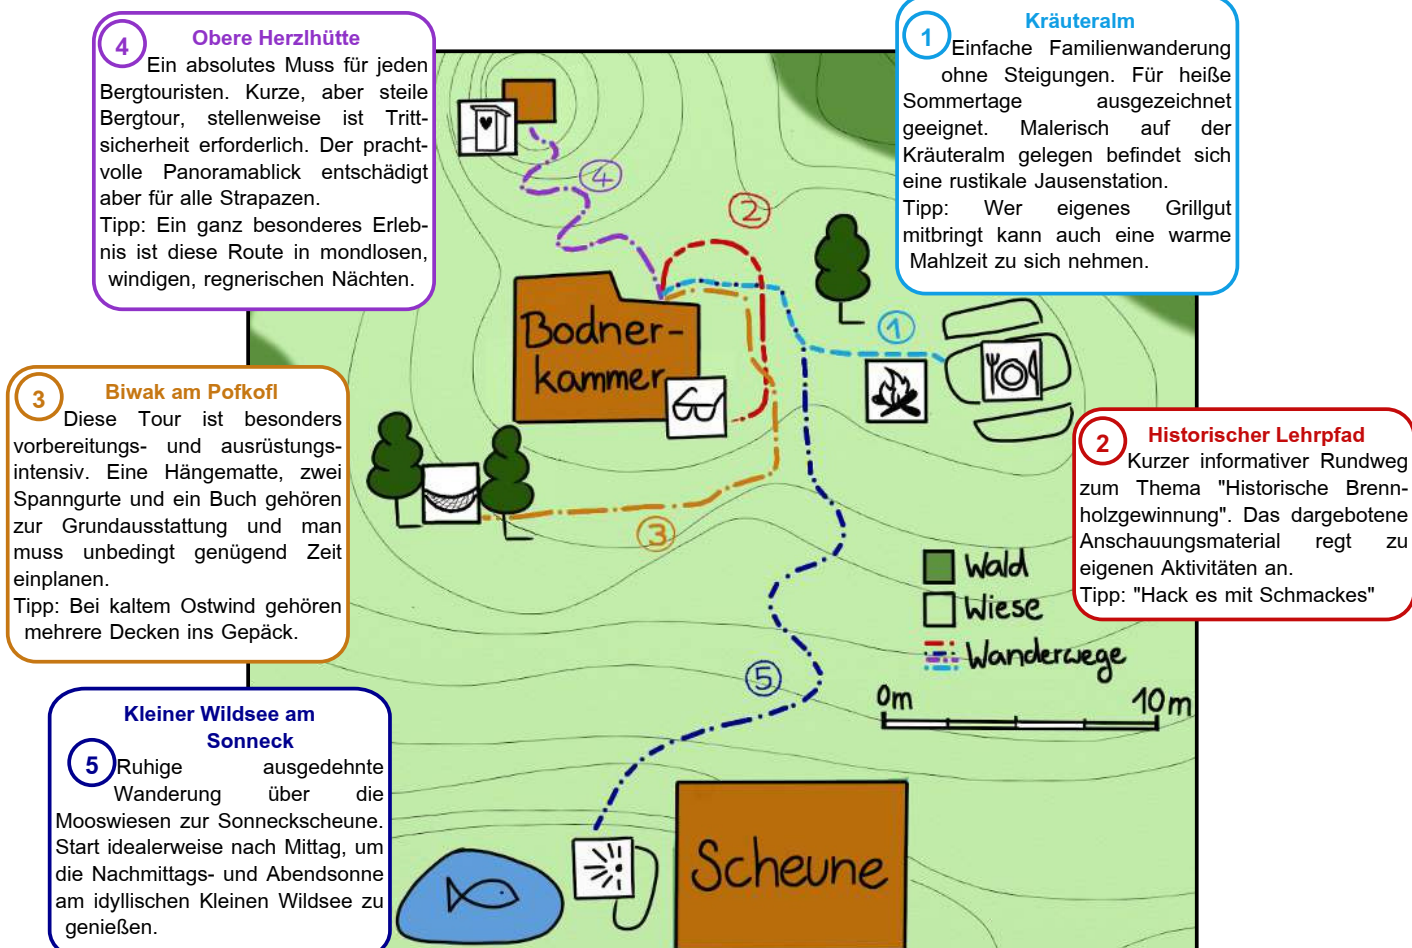 4
Obere Herzlhütte
Ein absolutes Muss für jeden
Bergtouristen. Kurze, aber steile
Bergtour, stellenweise ist Tritt-
sicherheit erforderlich. Der pracht-
volle Panoramablick entschädigt
aber für alle Strapazen.
Tipp: Ein ganz besonderes Erleb-
nis ist diese Route in mondlosen,
windigen, regnerischen Nächten.
1
Kräuteralm
Einfache Familienwanderung
ohne Steigungen. Für heiße
Sommertage ausgezeichnet
geeignet. Malerisch auf der
Kräuteralm gelegen befindet sich
eine rustikale Jausenstation.
Tipp: Wer eigenes Grillgut
mitbringt kann auch eine warme
Mahlzeit zu sich nehmen.
4
2
1
Bodner-
kammer
3
Biwak am Pofkofl
Diese Tour ist besonders
vorbereitungs- und ausrüstungs-
intensiv. Eine Hängematte, zwei
Spanngurte und ein Buch gehören
zur Grundausstattung und man
muss unbedingt genügend Zeit
einplanen.
Tipp: Bei kaltem Ostwind gehören
mehrere Decken ins Gepäck.
2
Historischer Lehrpfad
Kurzer informativer Rundweg
zum Thema "Historische Brenn-
holzgewinnung". Das dargebotene
Anschauungsmaterial regt zu
eigenen Aktivitäten an.
Tipp: "Hack es mit Schmackes"
3
Wald
Wiese
Wanderwege
5
0m 10m
Kleiner Wildsee am
Sonneck
5
Ruhige ausgedehnte
Wanderung über die
Mooswiesen zur Sonneckscheune.
Start idealerweise nach Mittag, um
die Nachmittags- und Abendsonne
am idyllischen Kleinen Wildsee zu
genießen.
Scheune